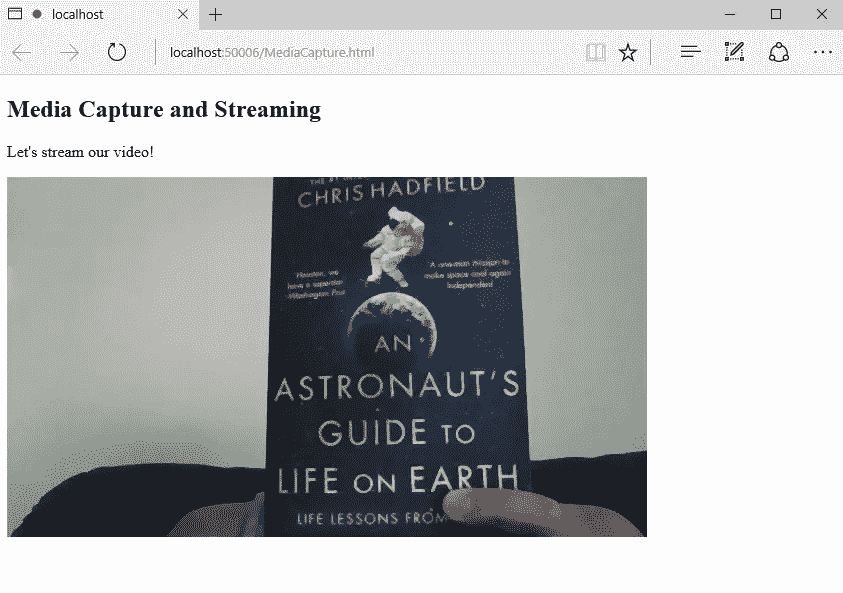 localhost
localhost:50006/MediaCapture.html
Media Capture and Streaming
Let's stream our video!
CHRIS HADFIELD
Houston, we
have a superstar
Washington Post
A one-man mission to
make space cool again
Independent
AN
ASTRONAUT'S
GUIDE TO
LIFE ON EARTH
LIFE LESSONS FROM